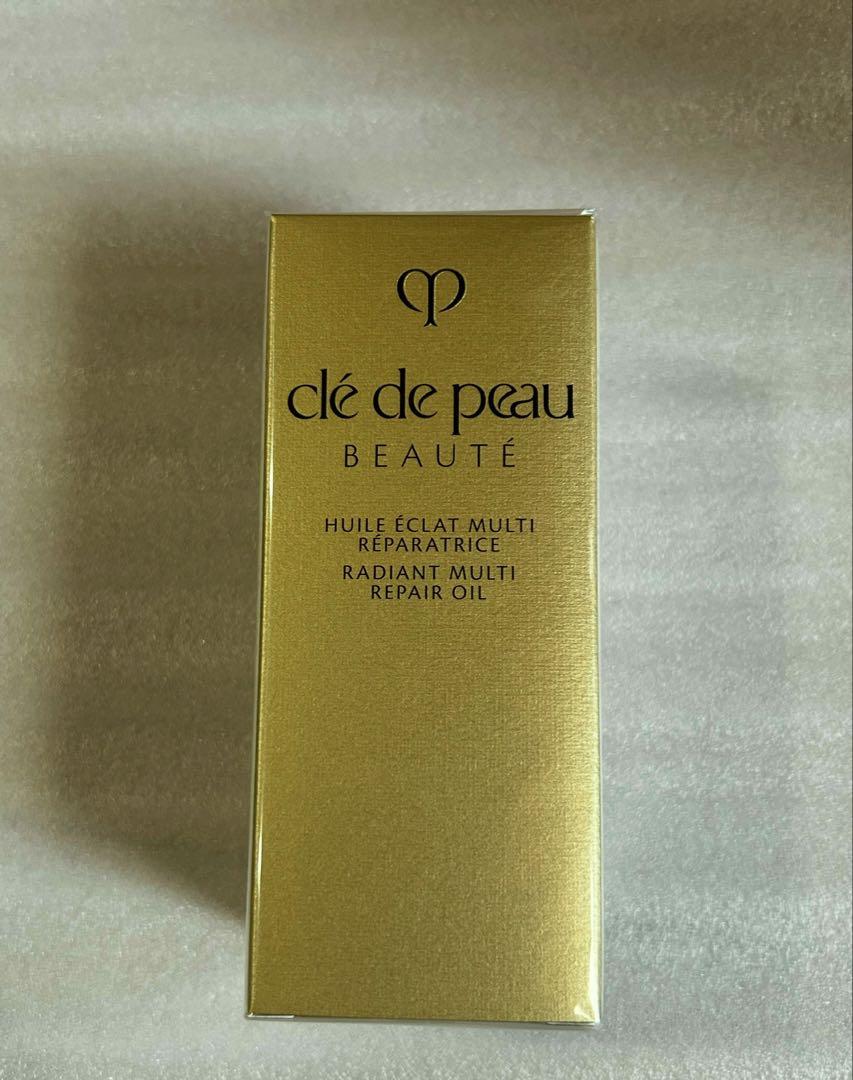 clé de peau
BEAUTÉ
HUILE ÉCLAT MULTI
RÉPARATRICE
RADIANT MULTI
REPAIR OIL